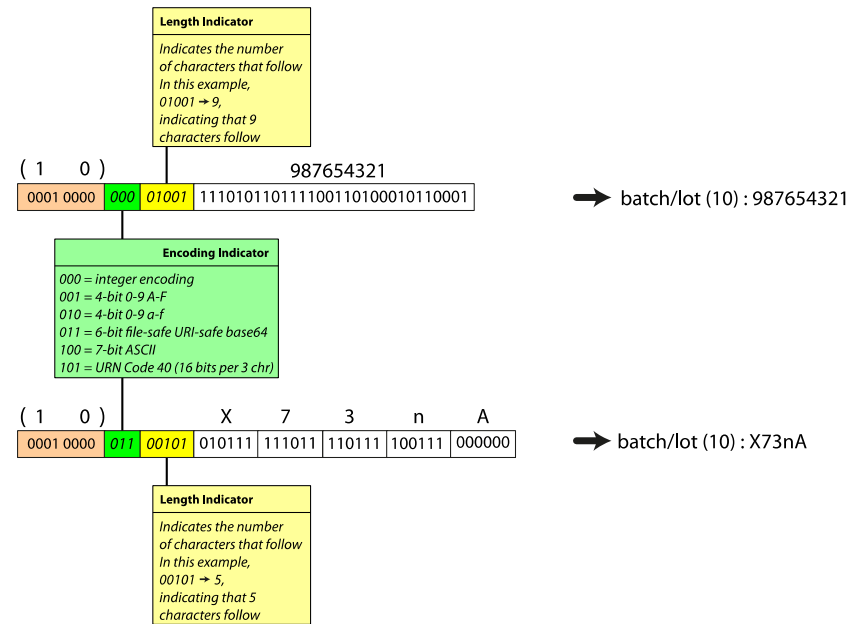 Length Indicator
Indicates the number
of characters that follow
In this example,
01001 → 9,
indicating that 9
characters follow
( 1 0 )
987654321
0001 0000 000 01001 111010110111100110100010110001
batch/lot (10) : 987654321
Encoding Indicator
000 = integer encoding
001 = 4-bit 0-9 A-F
010 = 4-bit 0-9 a-f
011 = 6-bit file-safe URI-safe base64
100 = 7-bit ASCII
101 = URN Code 40 (16 bits per 3 chr)
( 1 0 ) X 7 3 n A
0001 0000 011 00101 010111 111011 110111 100111 000000
batch/lot (10) : X73nA
Length Indicator
Indicates the number
of characters that follow
In this example,
00101 → 5,
indicating that 5
characters follow